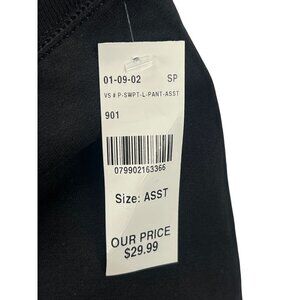 01-09-02 SP
VS # P-SWPT-L-PANT-ASST
901
079902163366
Size: ASST
OUR PRICE
$29.99